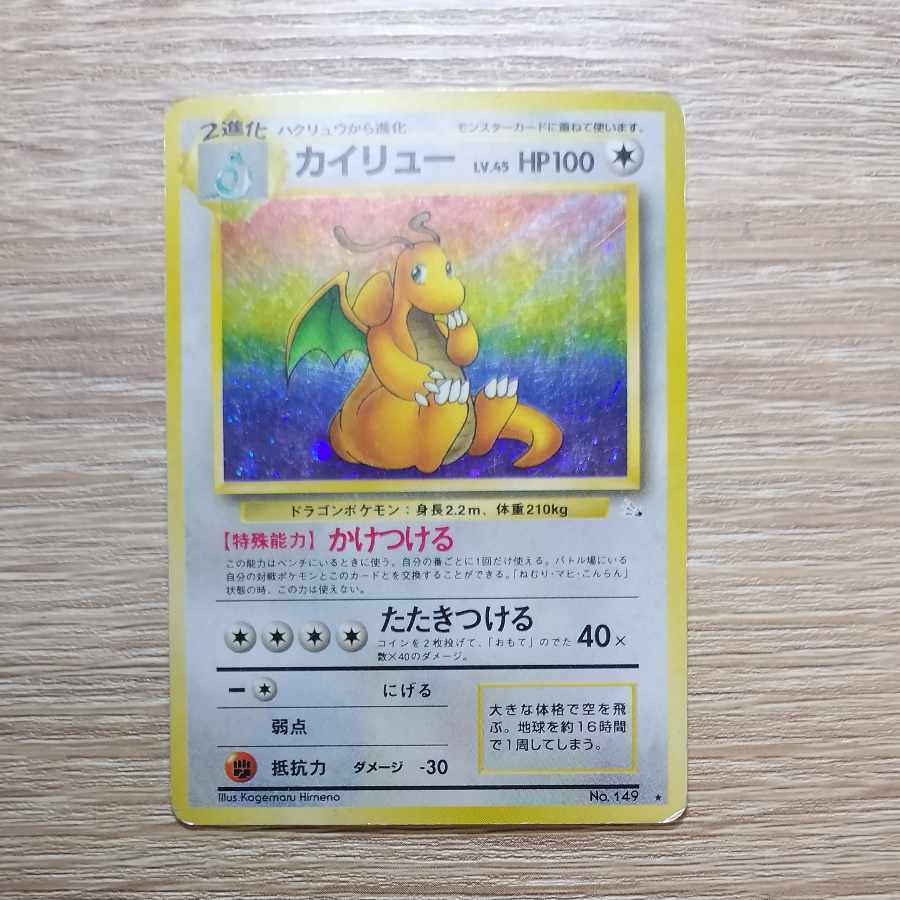 2進化 ハクリュウから進化 モンスターカードに重ねて使います。
カイリュー LV.45 HP100
ドラゴンポケモン：身長2.2m、体重210kg
【特殊能力】かけつける
この能力はベンチにいるときに使う。自分の番ごとに1回だけ使える。バトル場にいる
自分の対戦ポケモンとこのカードとを交換することができる。「ねむり・マヒ・こんらん」
状態の時、この力は使えない。
たたきつける
コインを2枚投げて、「おもて」のでた
数×40のダメージ。
40×
にげる
弱点
抵抗力 ダメージ -30
大きな体格で空を飛
ぶ。地球を約16時間
で1周してしまう。
Illus.Kagemaru Himeno
No. 149 ★